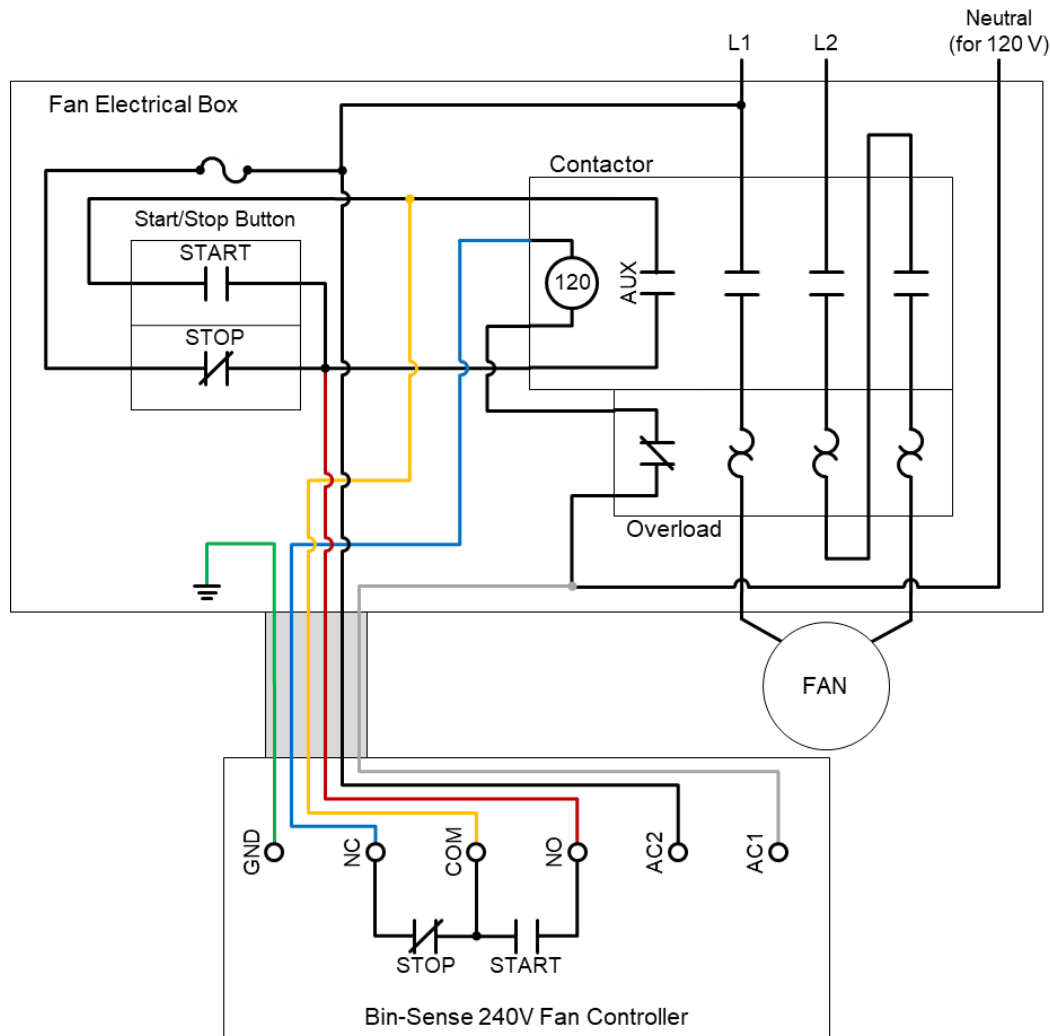 Neutral
(for 120 V)
L1
L2
Fan Electrical Box
Contactor
Start/Stop Button
START
120
AUX
STOP
Overload
FAN
GND
NC
COM
NO
AC2
AC1
STOP
START
Bin-Sense 240V Fan Controller